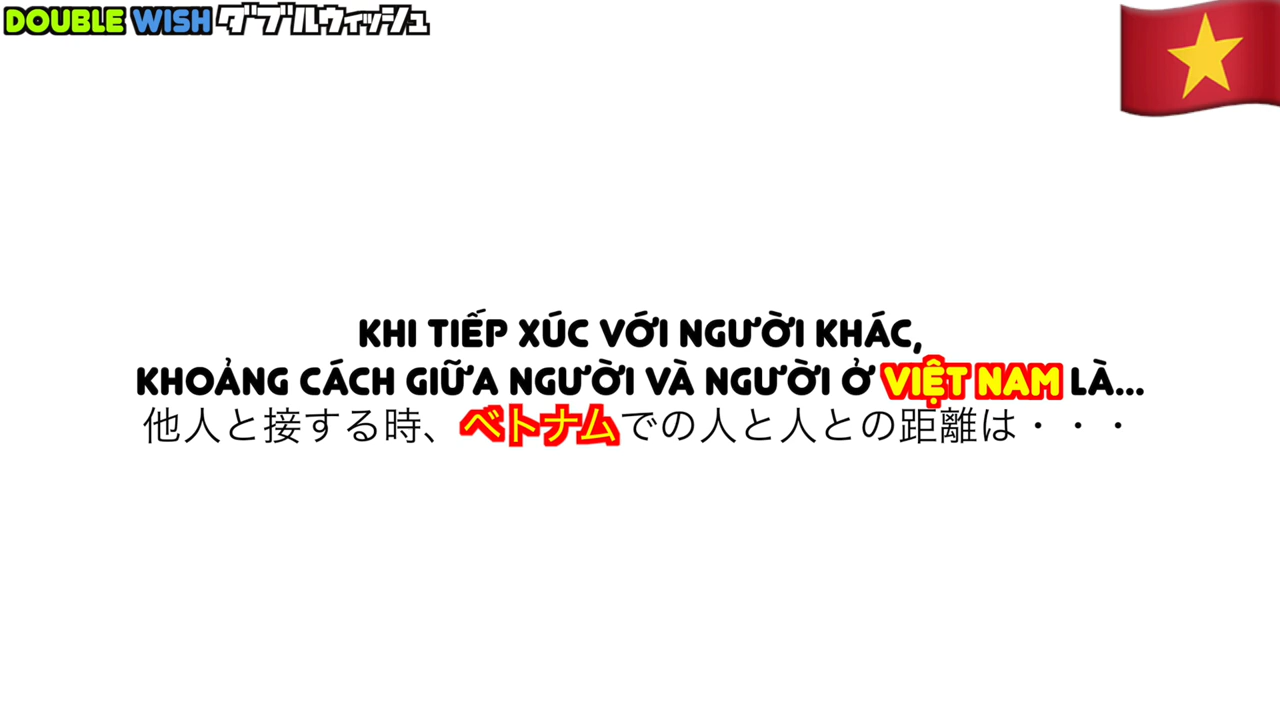 DOUBLE WISH ダブルウィッシュ
KHI TIẾP XÚC VỚI NGƯỜI KHÁC,
KHOẢNG CÁCH GIỮA NGƯỜI VÀ NGƯỜI Ở VIỆT NAM LÀ...
他人と接する時、ベトナムでの人と人との距離は・・・